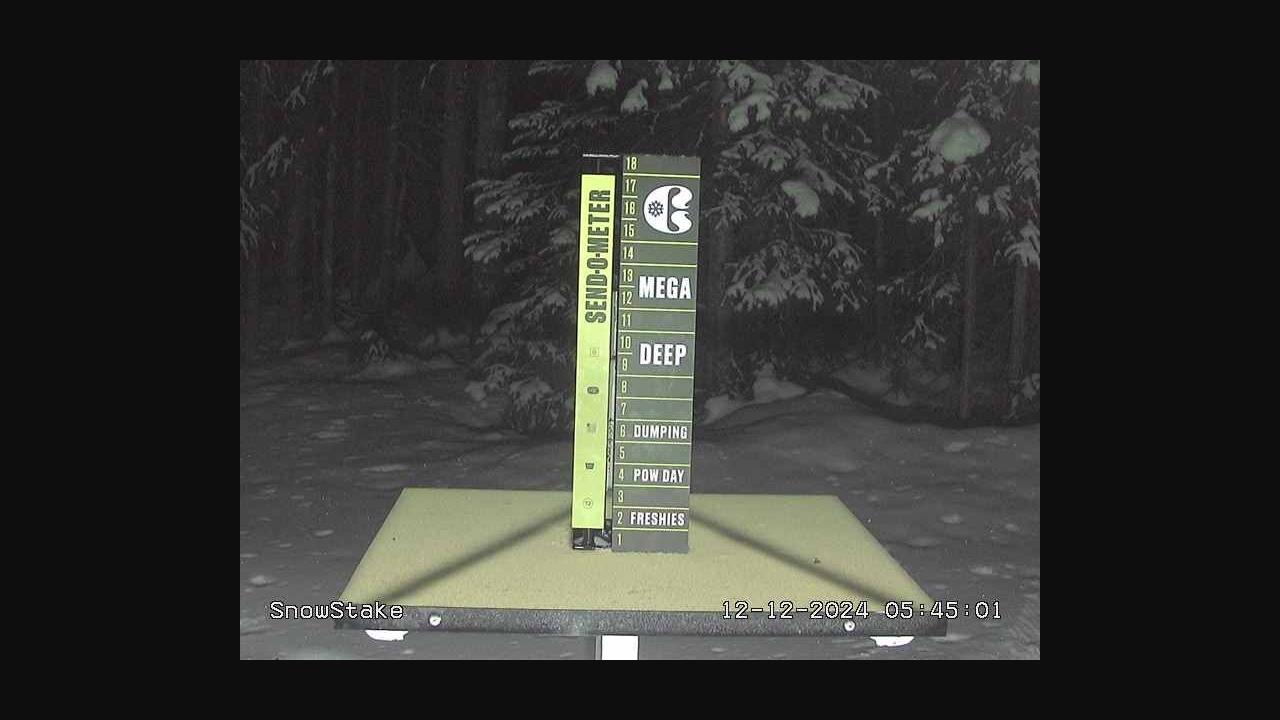 SEND-O-METER
18
17
18
15
14
13
12 MEGA
11
10
9 DEEP
8
7
6 DUMPING
5
4 POW DAY
3
2 FRESHIES
1
SnowStake
12-12-2024 05:45:01